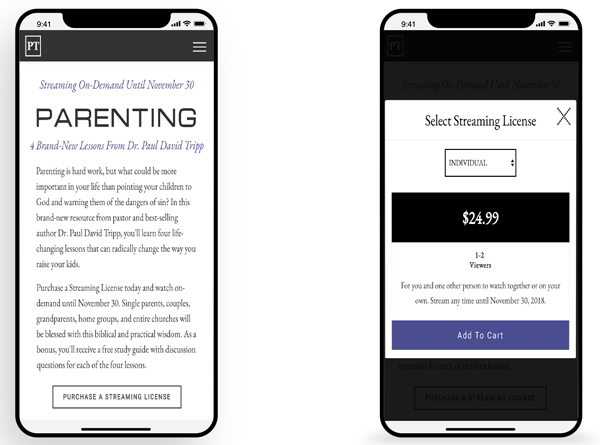 9:41
PT
Streaming On-Demand Until November 30
PARENTING
4 Brand-New Lessons From Dr. Paul David Tripp
Parenting is hard work, but what could be more
important in your life than pointing your children to
God and warning them of the dangers of sin? In this
brand-new resource from pastor and best-selling
author Dr. Paul David Tripp, you'll learn four life-
changing lessons that can radically change the way you
raise your kids.
Purchase a Streaming License today and watch on-
demand until November 30. Single parents, couples,
grandparents, home groups, and entire churches will
be blessed with this biblical and practical wisdom. As a
bonus, you'll receive a free study guide with discussion
questions for each of the four lessons.
PURCHASE A STREAMING LICENSE
9:41
PT
Streaming On-Demand Until November 30
Select Streaming License
INDIVIDUAL
$24.99
1-2
Viewers
For you and one other person to watch together or on your
own. Stream any time until November 30, 2018.
Add To Cart
questions for each of the four lessons.
PURCHASE A STREAMING LICENSE